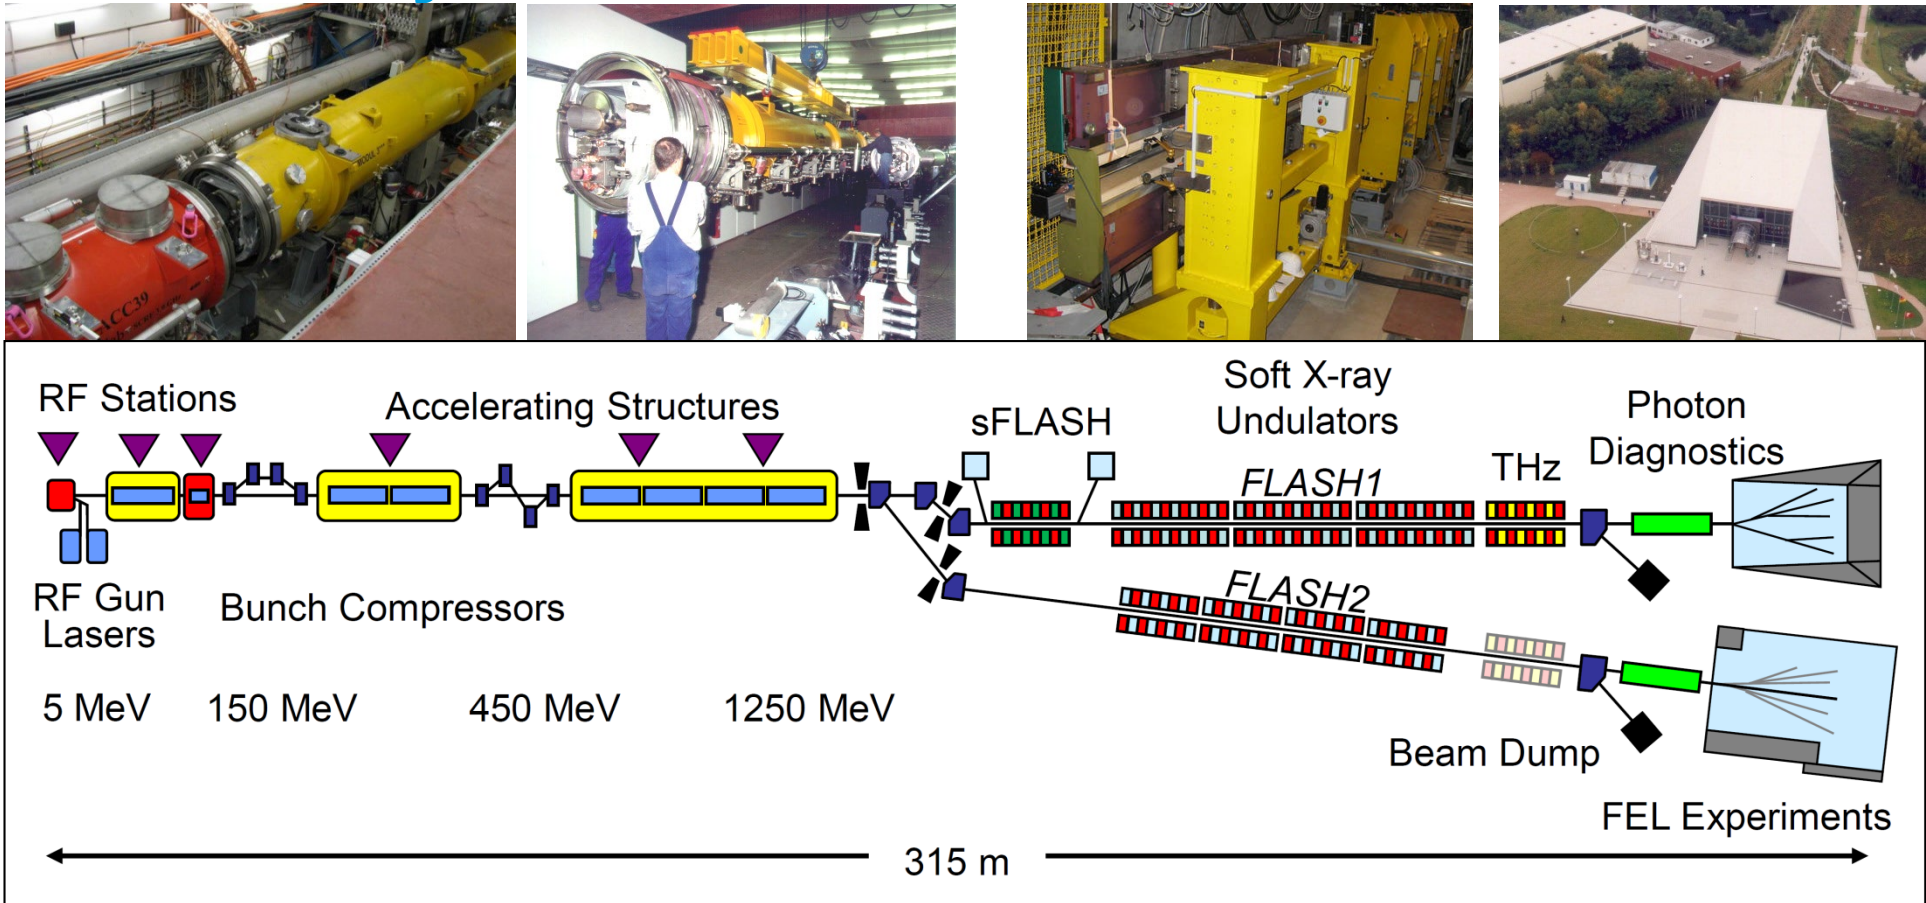 ACC39
RF Stations
Accelerating Structures
sFLASH
Soft X-ray
Undulators
Photon
Diagnostics
THz
FLASH1
FLASH2
RF Gun
Lasers
Bunch Compressors
5 MeV
150 MeV
450 MeV
1250 MeV
Beam Dump
FEL Experiments
315 m